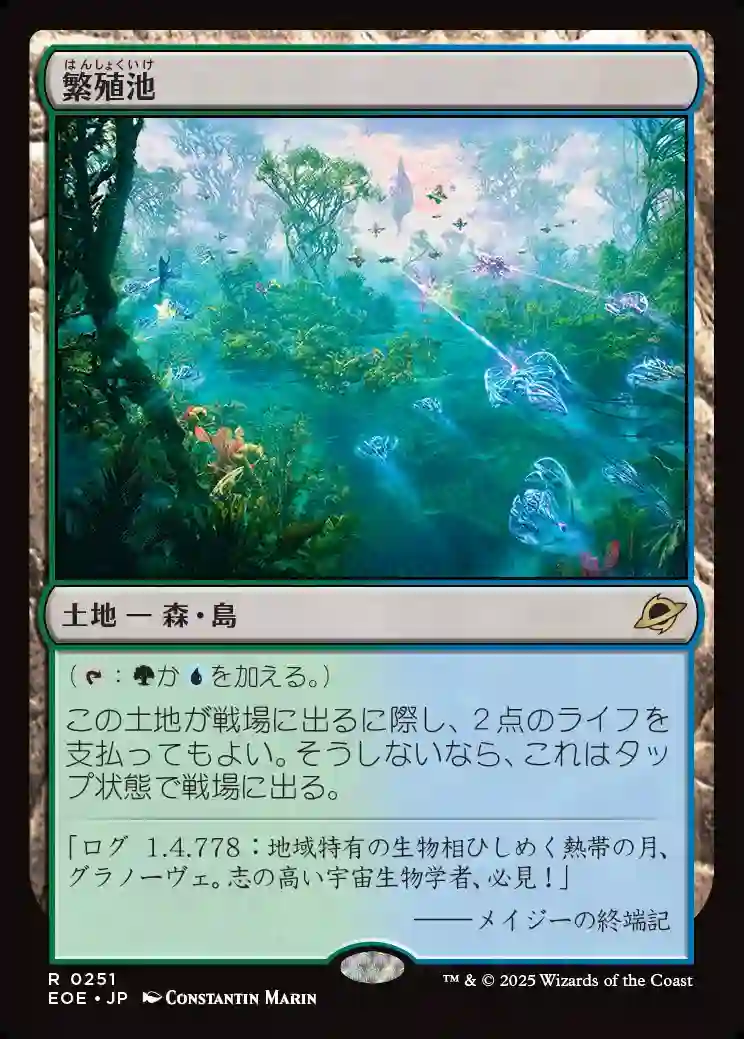 はんしょくいけ
繁殖池
土地 ― 森・島
(：か を加える。)
この土地が戦場に出るに際し、2点のライフを
支払ってもよい。そうしないなら、これはタッ
プ状態で戦場に出る。
「ログ 1.4.778：地域特有の生物相ひしめく熱帯の月、
グラノーヴェ。志の高い宇宙生物学者、必見！」
――メイジーの終端記
R 0251
EOE・JP Constantin Marin
™ & © 2025 Wizards of the Coast